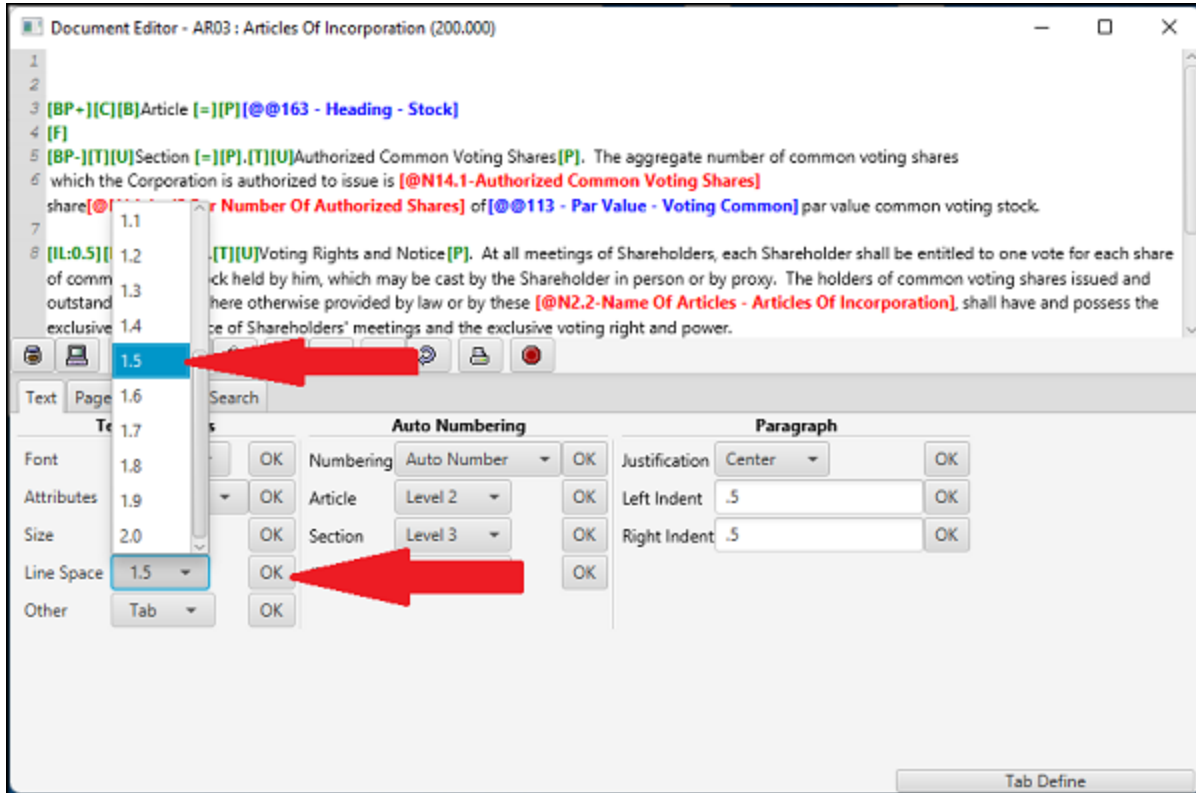 Document Editor - AR03 : Articles Of Incorporation (200.000)
1
2
3 [BP+][C][B]Article [=][P][@@163 - Heading - Stock]
4 [F]
5 [BP-][T][U]Section [=][P].[T][U]Authorized Common Voting Shares[P]. The aggregate number of common voting shares
6 which the Corporation is authorized to issue is [@N14.1-Authorized Common Voting Shares]
share[@ Number Of Authorized Shares] of[@@113 - Par Value - Voting Common] par value common voting stock.
7
8 [IL:0.5] .[T][U]Voting Rights and Notice[P]. At all meetings of Shareholders, each Shareholder shall be entitled to one vote for each share
of comm ck held by him, which may be cast by the Shareholder in person or by proxy. The holders of common voting shares issued and
outstand here otherwise provided by law or by these [@N2.2-Name Of Articles - Articles Of Incorporation], shall have and possess the
exclusive ce of Shareholders' meetings and the exclusive voting right and power.
1.1
1.2
1.3
1.4
1.5
1.6
1.7
1.8
1.9
2.0
Text Page Search
Auto Numbering Paragraph
Font OK Numbering Auto Number OK Justification Center OK
Attributes OK Article Level 2 OK Left Indent .5 OK
Size OK Section Level 3 OK Right Indent .5 OK
Line Space 1.5 OK OK
Other Tab OK
Tab Define